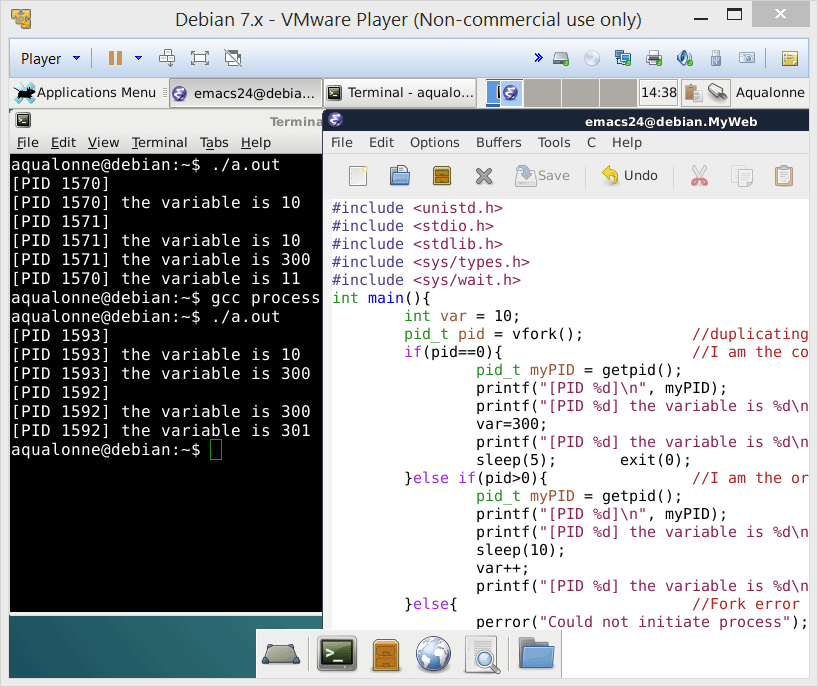 Debian 7.x - VMware Player (Non-commercial use only)
Player
Applications Menu
emacs24@debia...
Terminal - aqualo...
14:38
Aqualonne
Termina
File Edit View Terminal Tabs Help
aqualonne@debian:~$ ./a.out
[PID 1570]
[PID 1570] the variable is 10
[PID 1571]
[PID 1571] the variable is 10
[PID 1571] the variable is 300
[PID 1570] the variable is 11
aqualonne@debian:~$ gcc process
aqualonne@debian:~$ ./a.out
[PID 1593]
[PID 1593] the variable is 10
[PID 1593] the variable is 300
[PID 1592]
[PID 1592] the variable is 300
[PID 1592] the variable is 301
aqualonne@debian:~$
emacs24@debian.MyWeb
File Edit Options Buffers Tools C Help
Save Undo
#include <unistd.h>
#include <stdio.h>
#include <stdlib.h>
#include <sys/types.h>
#include <sys/wait.h>
int main(){
        int var = 10;
        pid_t pid = vfork();            //duplicating
        if(pid==0){                     //I am the co
                pid_t myPID = getpid();
                printf("[PID %d]\n", myPID);
                printf("[PID %d] the variable is %d\n
                var=300;
                printf("[PID %d] the variable is %d\n
                sleep(5);       exit(0);
        }else if(pid>0){                //I am the or
                pid_t myPID = getpid();
                printf("[PID %d]\n", myPID);
                printf("[PID %d] the variable is %d\n
                sleep(10);
                var++;
                printf("[PID %d] the variable is %d\n
        }else{                          //Fork error
                perror("Could not initiate process");